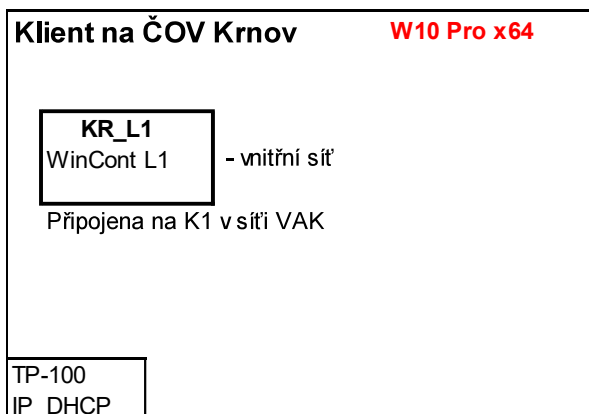 Klient na ČOV Krnov W10 Pro x64
KR_L1
WinCont L1 - vnitřní síť
Připojena na K1 v síťi VAK
TP-100
IP DHCP